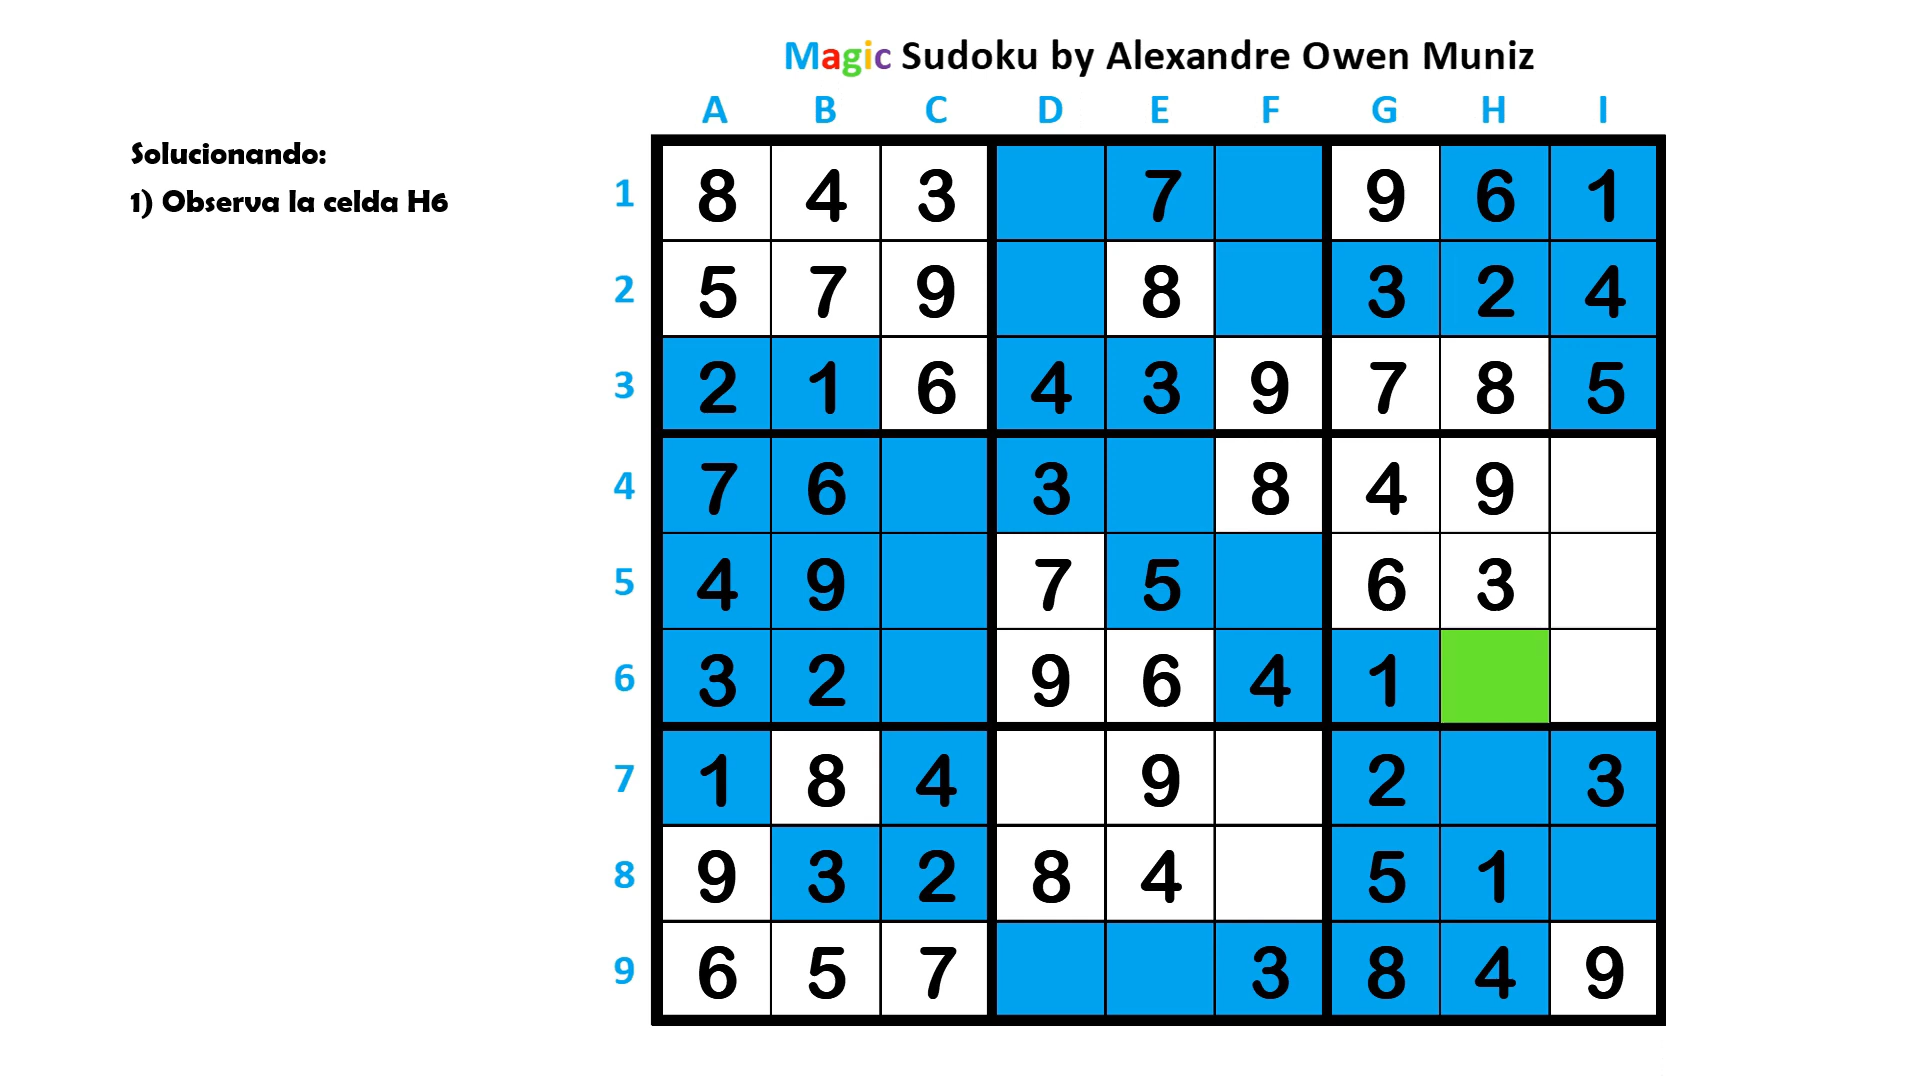 Magic Sudoku by Alexandre Owen Muniz
A B C D E F G H I
Solucionando:
1) Observa la celda H6
1 8 4 3 7 9 6 1
2 5 7 9 8 3 2 4
3 2 1 6 4 3 9 7 8 5
4 7 6 3 8 4 9
5 4 9 7 5 6 3
6 3 2 9 6 4 1
7 1 8 4 9 2 3
8 9 3 2 8 4 5 1
9 6 5 7 3 8 4 9